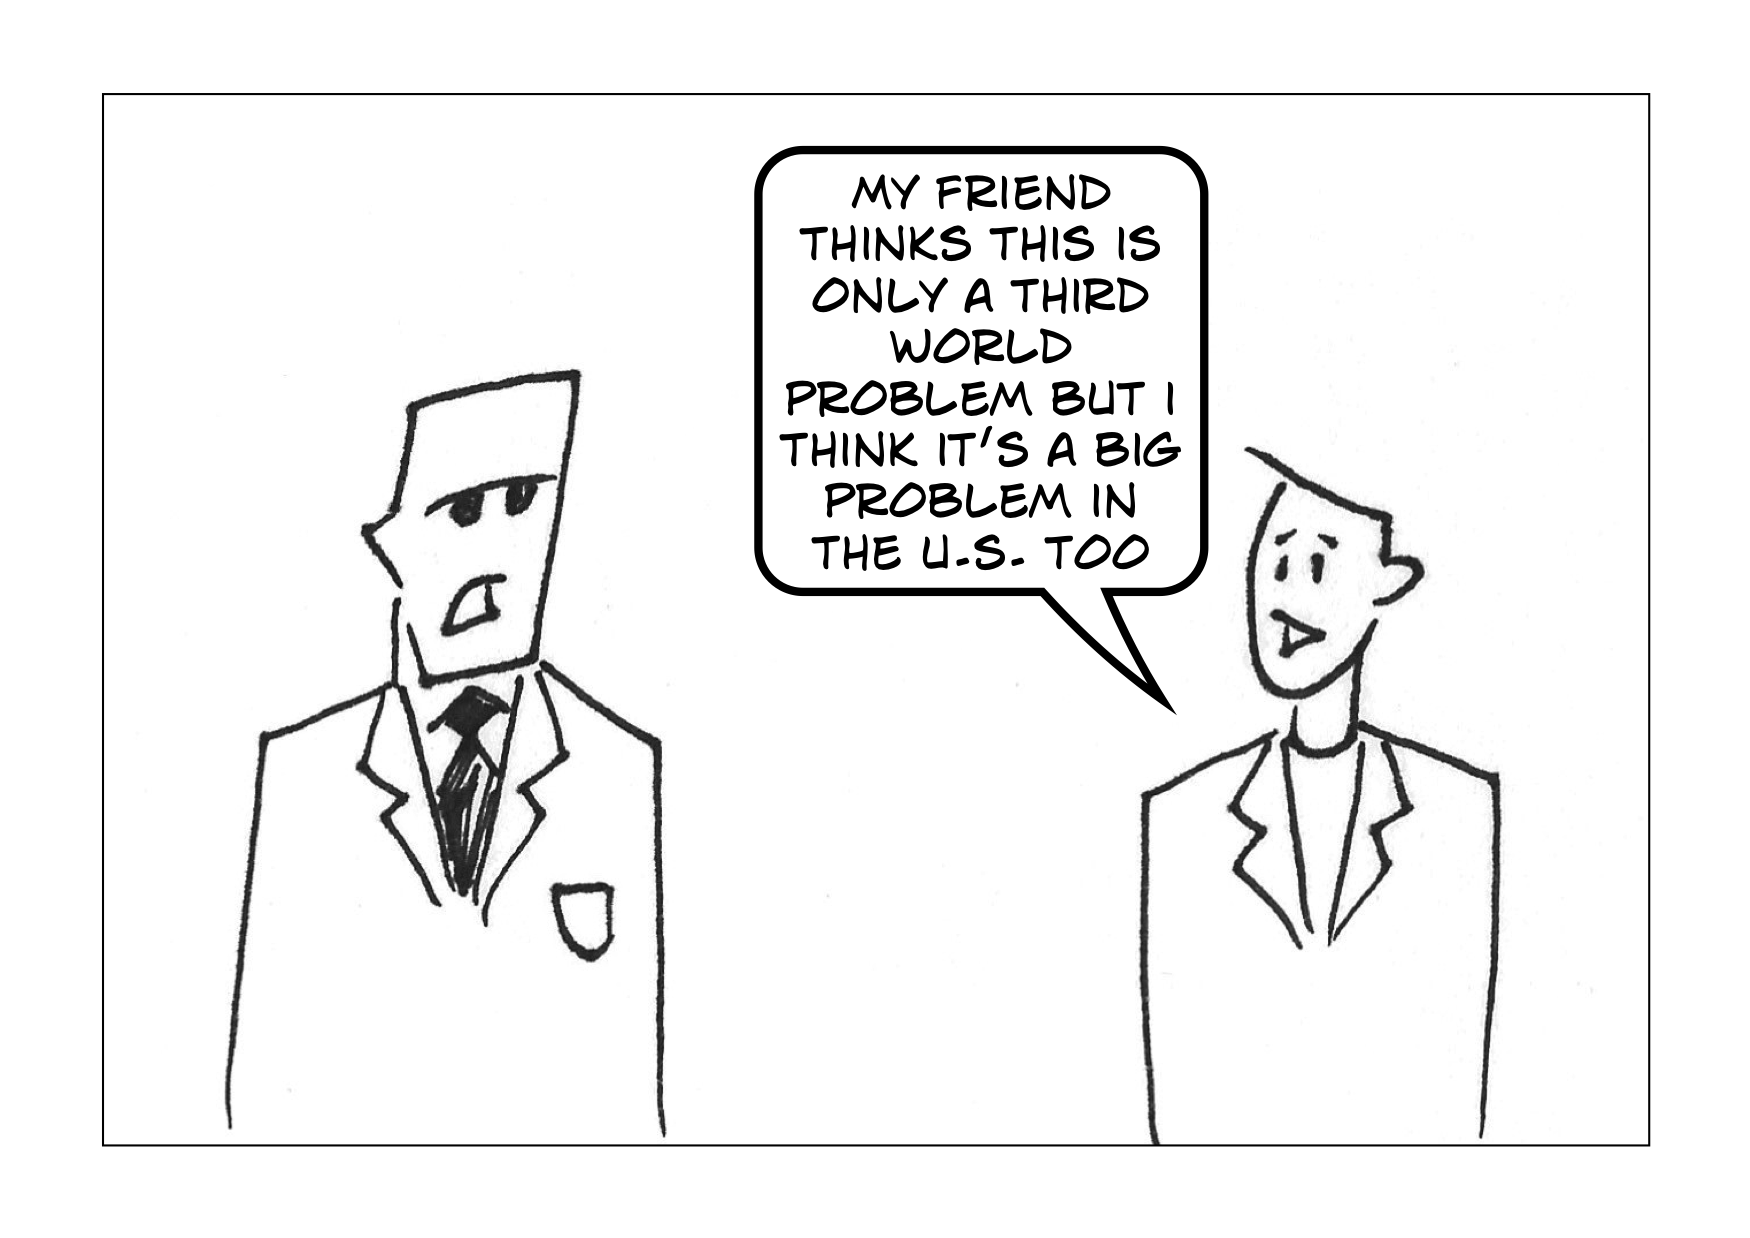 MY FRIEND
THINKS THIS IS
ONLY A THIRD
WORLD
PROBLEM BUT I
THINK IT'S A BIG
PROBLEM IN
THE U.S. TOO